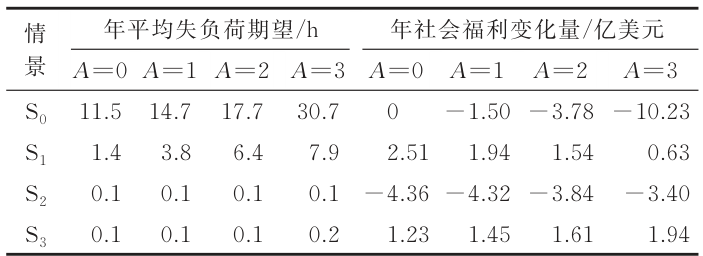 情景 年平均失负荷期望/h 年社会福利变化量/亿美元
A=0 A=1 A=2 A=3 A=0 A=1 A=2 A=3
S0 11.5 14.7 17.7 30.7 0 −1.50 −3.78 −10.23
S1 1.4 3.8 6.4 7.9 2.51 1.94 1.54 0.63
S2 0.1 0.1 0.1 0.1 −4.36 −4.32 −3.84 −3.40
S3 0.1 0.1 0.1 0.2 1.23 1.45 1.61 1.94